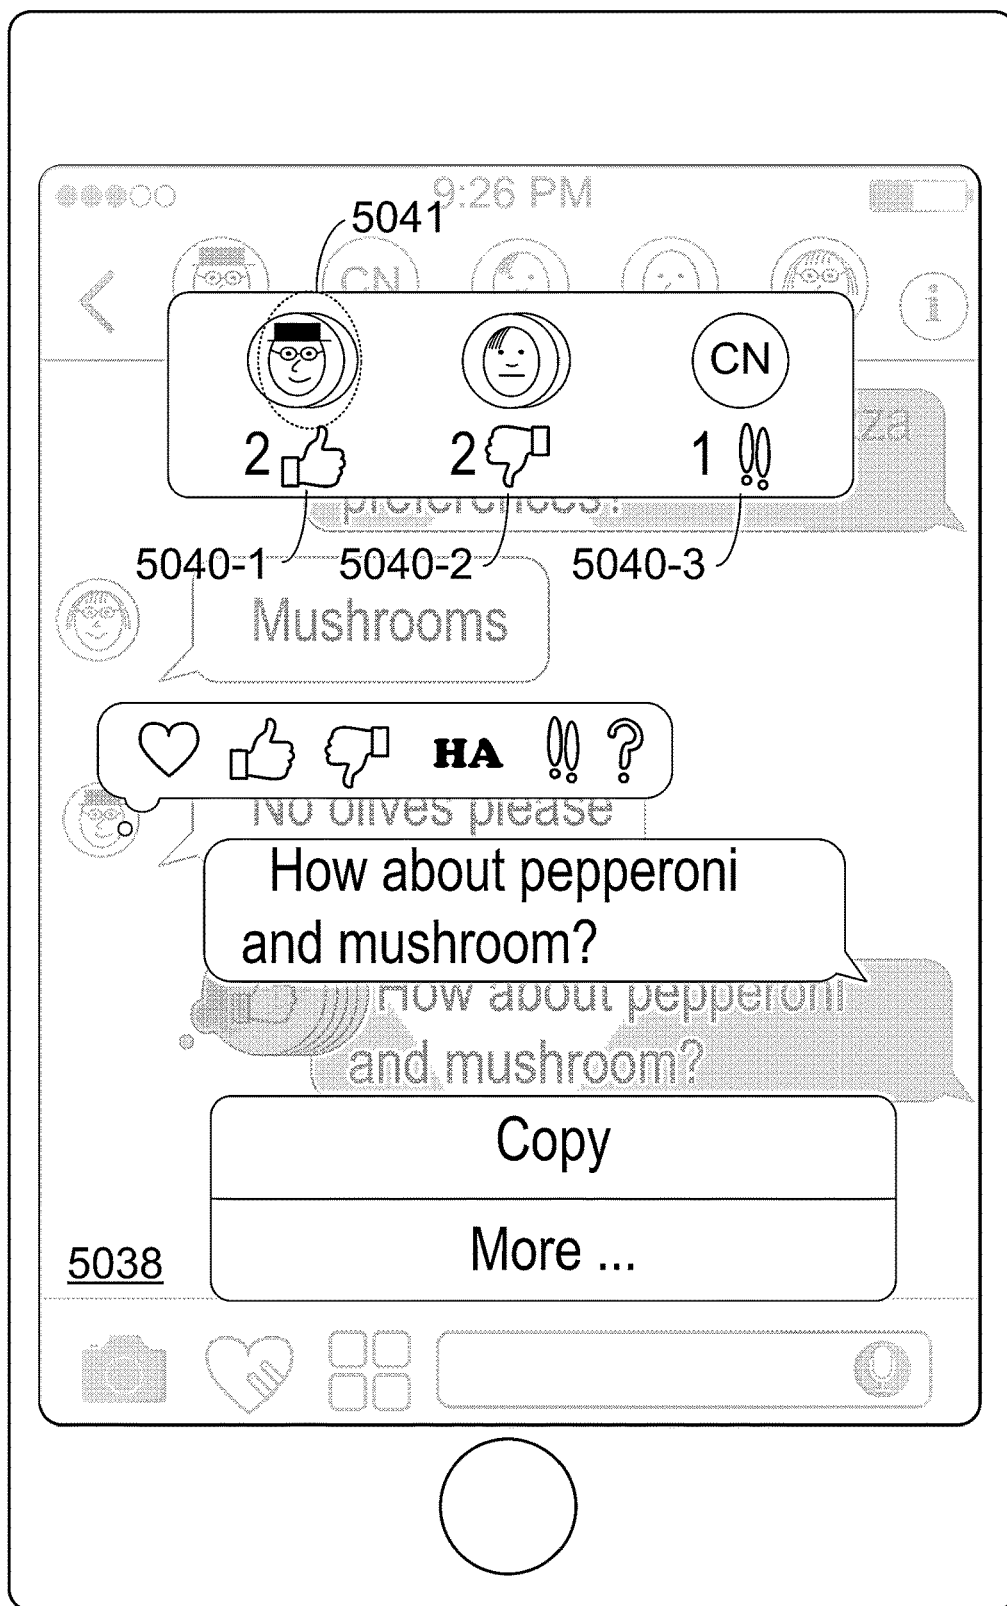 9:26 PM
5041
CN
i
CN
2
2
1
za
preferences?
5040-1
5040-2
5040-3
Mushrooms
HA
?
No olives please
How about pepperoni
and mushroom?
How about pepperoni
and mushroom?
Copy
More ...
5038